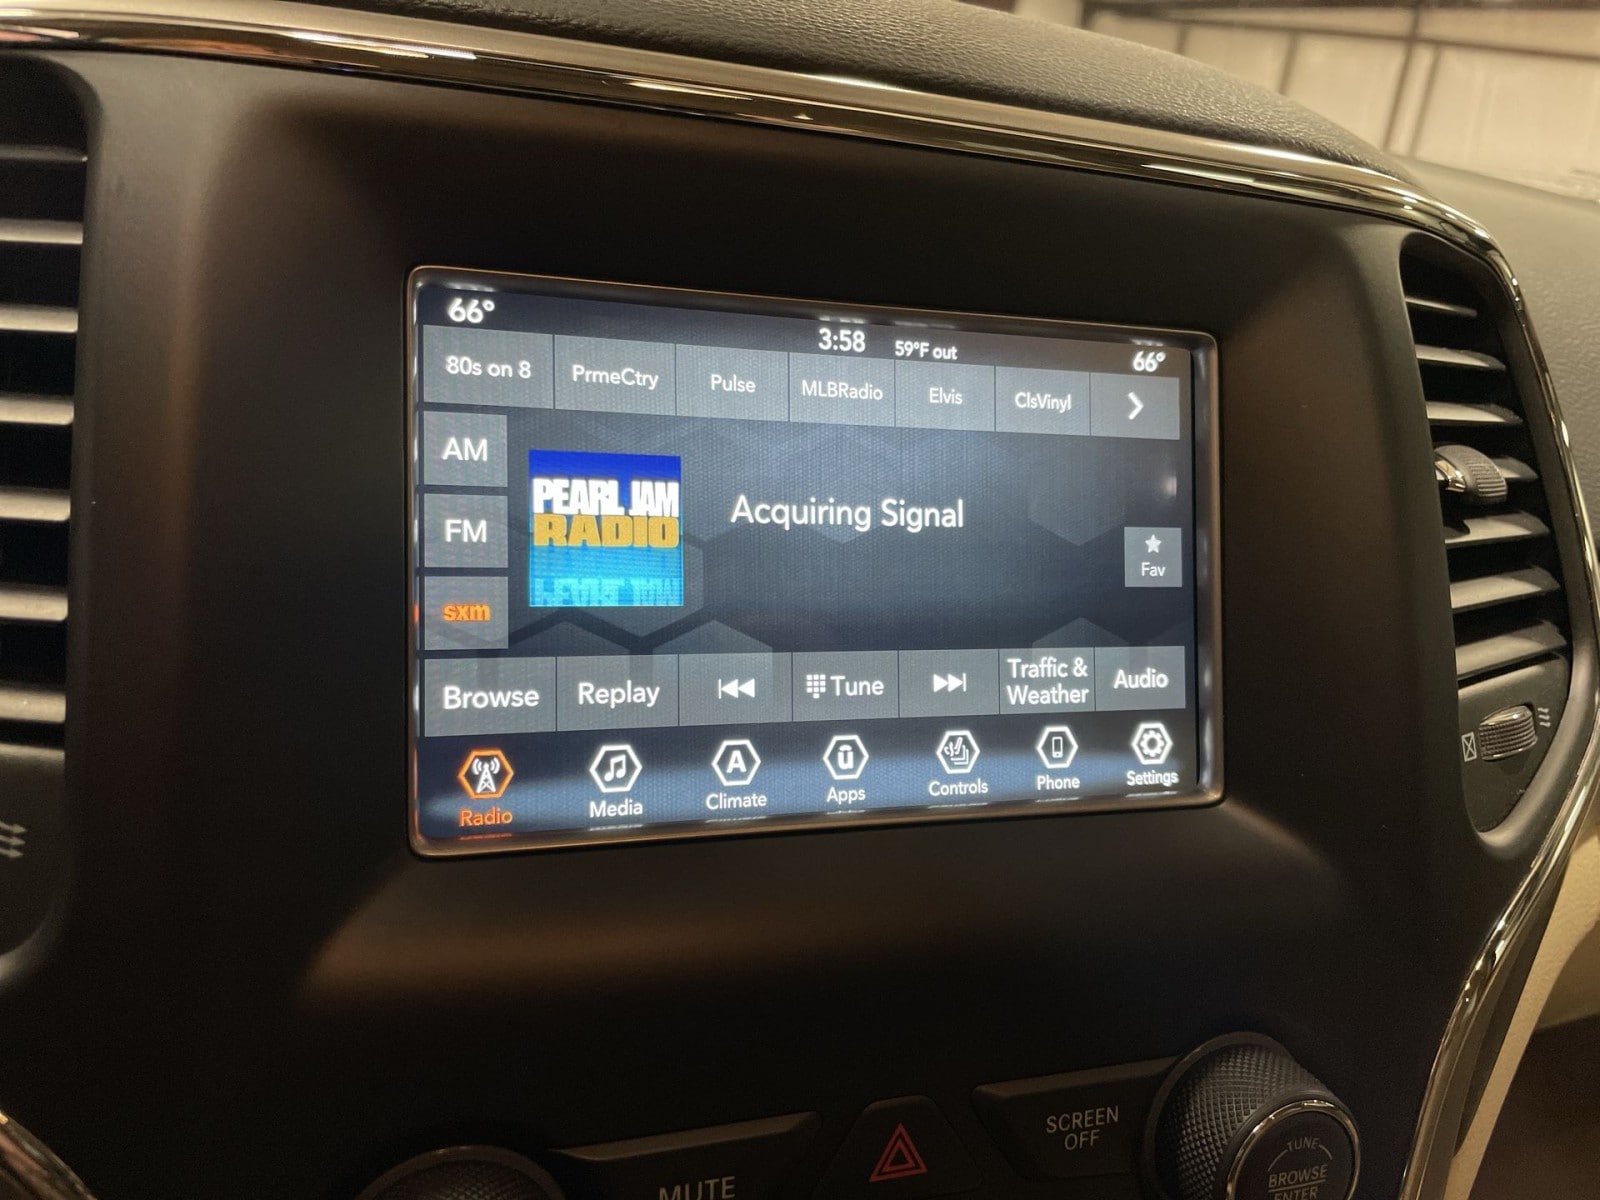 66°
3:58
59°F out
66°
80s on 8
PrmeCtry
Pulse
MLBRadio
Elvis
ClsVinyl
AM
FM
sxm
PEARL JAM
RADIO
Acquiring Signal
Fav
Browse
Replay
Tune
Traffic &
Weather
Audio
Radio
Media
A
Climate
ū
Apps
Controls
Phone
Settings
MUTE
SCREEN
OFF
TUNE
BROWSE
ENTER